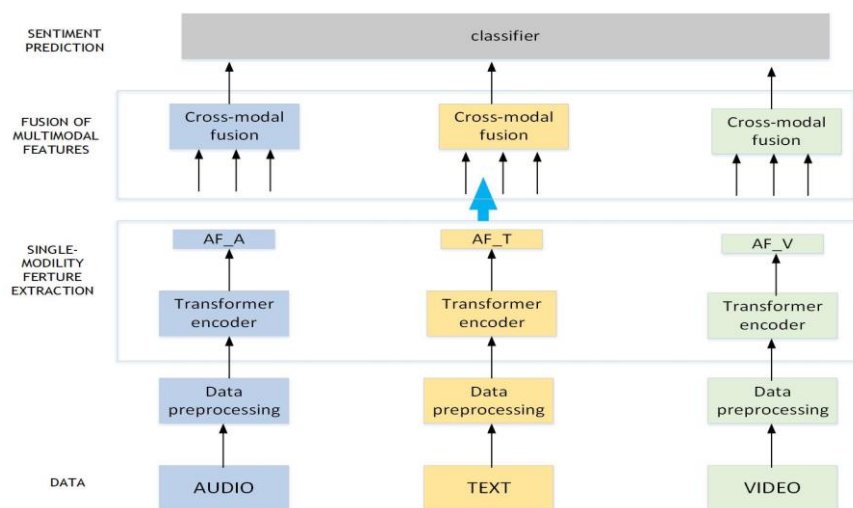 SENTIMENT
PREDICTION
classifier
FUSION OF
MULTIMODAL
FEATURES
Cross-modal
fusion
Cross-modal
fusion
Cross-modal
fusion
SINGLE-
MODILITY
FERTURE
EXTRACTION
AF_A
AF_T
AF_V
Transformer
encoder
Transformer
encoder
Transformer
encoder
Data
preprocessing
Data
preprocessing
Data
preprocessing
DATA
AUDIO
TEXT
VIDEO